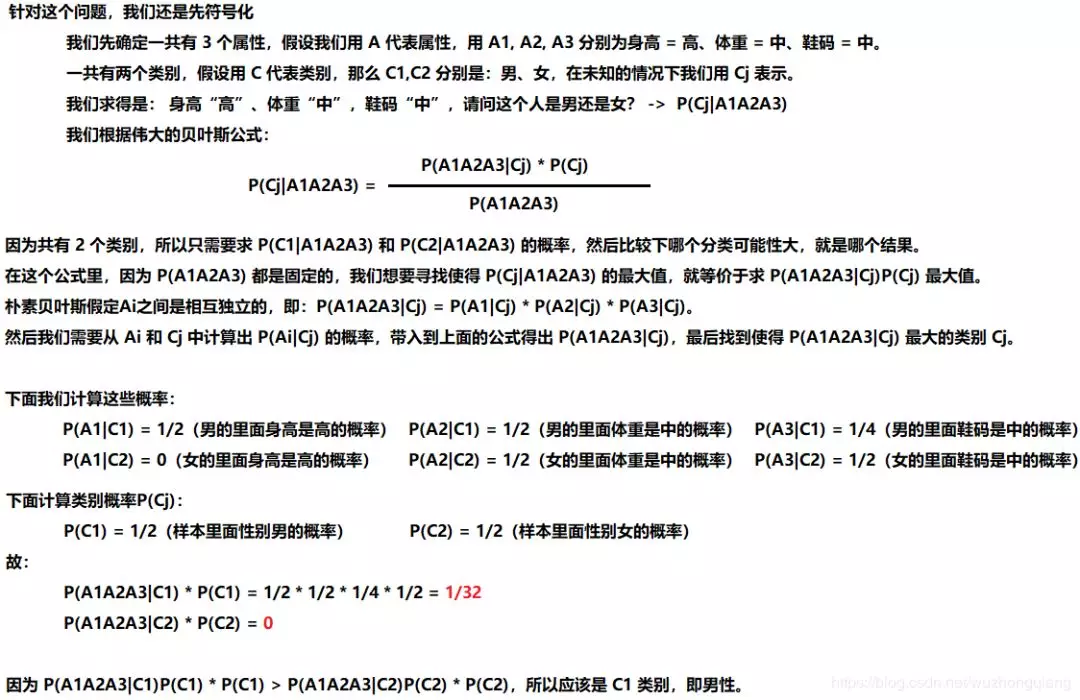 针对这个问题，我们还是先符号化
我们先确定一共有 3 个属性，假设我们用 A 代表属性，用 A1, A2, A3 分别为身高 = 高、体重 = 中、鞋码 = 中。
一共有两个类别，假设用 C 代表类别，那么 C1,C2 分别是：男、女，在未知的情况下我们用 Cj 表示。
我们求得是： 身高“高”、体重“中”，鞋码“中”，请问这个人是男还是女？ -> P(Cj|A1A2A3)
我们根据伟大的贝叶斯公式：
P(A1A2A3|Cj) * P(Cj)
P(Cj|A1A2A3) =
P(A1A2A3)
因为共有 2 个类别，所以只需要求 P(C1|A1A2A3) 和 P(C2|A1A2A3) 的概率，然后比较下哪个分类可能性大，就是哪个结果。
在这个公式里，因为 P(A1A2A3) 都是固定的，我们想要寻找使得 P(Cj|A1A2A3) 的最大值，就等价于求 P(A1A2A3|Cj)P(Cj) 最大值。
朴素贝叶斯假定Ai之间是相互独立的，即：P(A1A2A3|Cj) = P(A1|Cj) * P(A2|Cj) * P(A3|Cj)。
然后我们需要从 Ai 和 Cj 中计算出 P(Ai|Cj) 的概率，带入到上面的公式得出 P(A1A2A3|Cj)，最后找到使得 P(A1A2A3|Cj) 最大的类别 Cj。
下面我们计算这些概率：
P(A1|C1) = 1/2（男的里面身高是高的概率） P(A2|C1) = 1/2（男的里面体重是中的概率） P(A3|C1) = 1/4（男的里面鞋码是中的概率）
P(A1|C2) = 0（女的里面身高是高的概率） P(A2|C2) = 1/2（女的里面体重是中的概率） P(A3|C2) = 1/2（女的里面鞋码是中的概率）
下面计算类别概率P(Cj)：
P(C1) = 1/2（样本里面性别男的概率） P(C2) = 1/2（样本里面性别女的概率）
故：
P(A1A2A3|C1) * P(C1) = 1/2 * 1/2 * 1/4 * 1/2 = 1/32
P(A1A2A3|C2) * P(C2) = 0
因为 P(A1A2A3|C1)P(C1) * P(C1) > P(A1A2A3|C2)P(C2) * P(C2)，所以应该是 C1 类别，即男性。
https://blog.csdn.net/wuzhongqiang